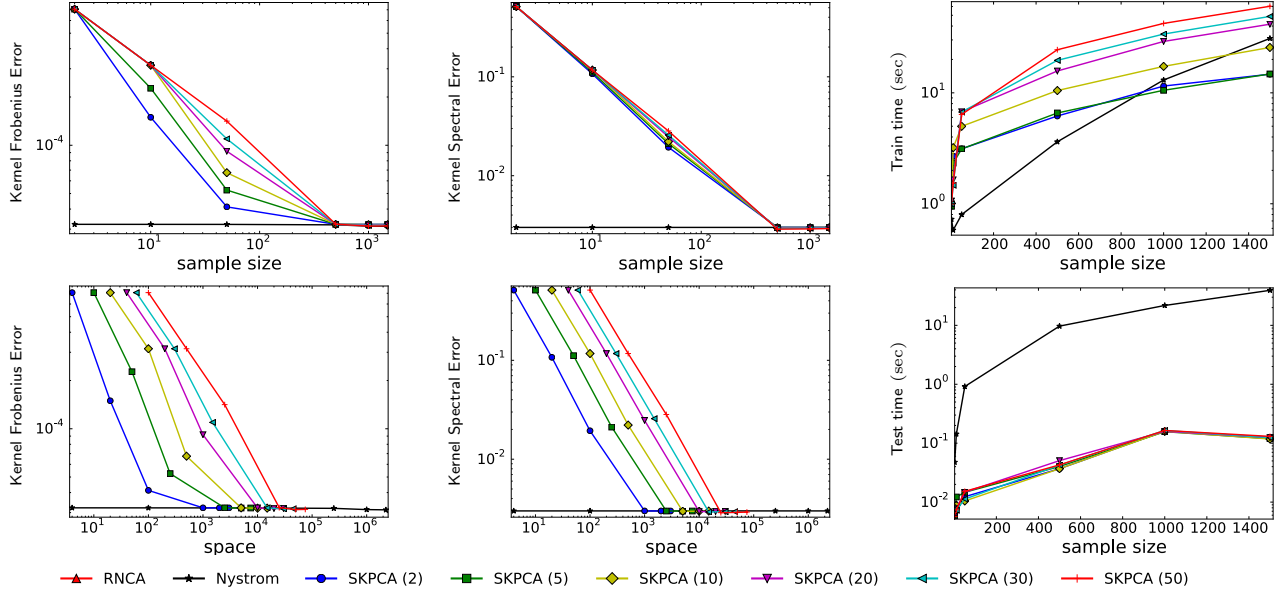 Kernel Frobenius Error
10^-4
10^1
10^2
10^3
sample size
Kernel Spectral Error
10^-1
10^-2
10^1
10^2
10^3
sample size
Train time (sec)
10^1
10^0
200 400 600 800 1000 1200 1400
sample size
Kernel Frobenius Error
10^-4
10^1 10^2 10^3 10^4 10^5 10^6
space
Kernel Spectral Error
10^-1
10^-2
10^1 10^2 10^3 10^4 10^5 10^6
space
Test time (sec)
10^1
10^0
10^-1
10^-2
200 400 600 800 1000 1200 1400
sample size
RNCA Nystrom SKPCA (2) SKPCA (5) SKPCA (10) SKPCA (20) SKPCA (30) SKPCA (50)